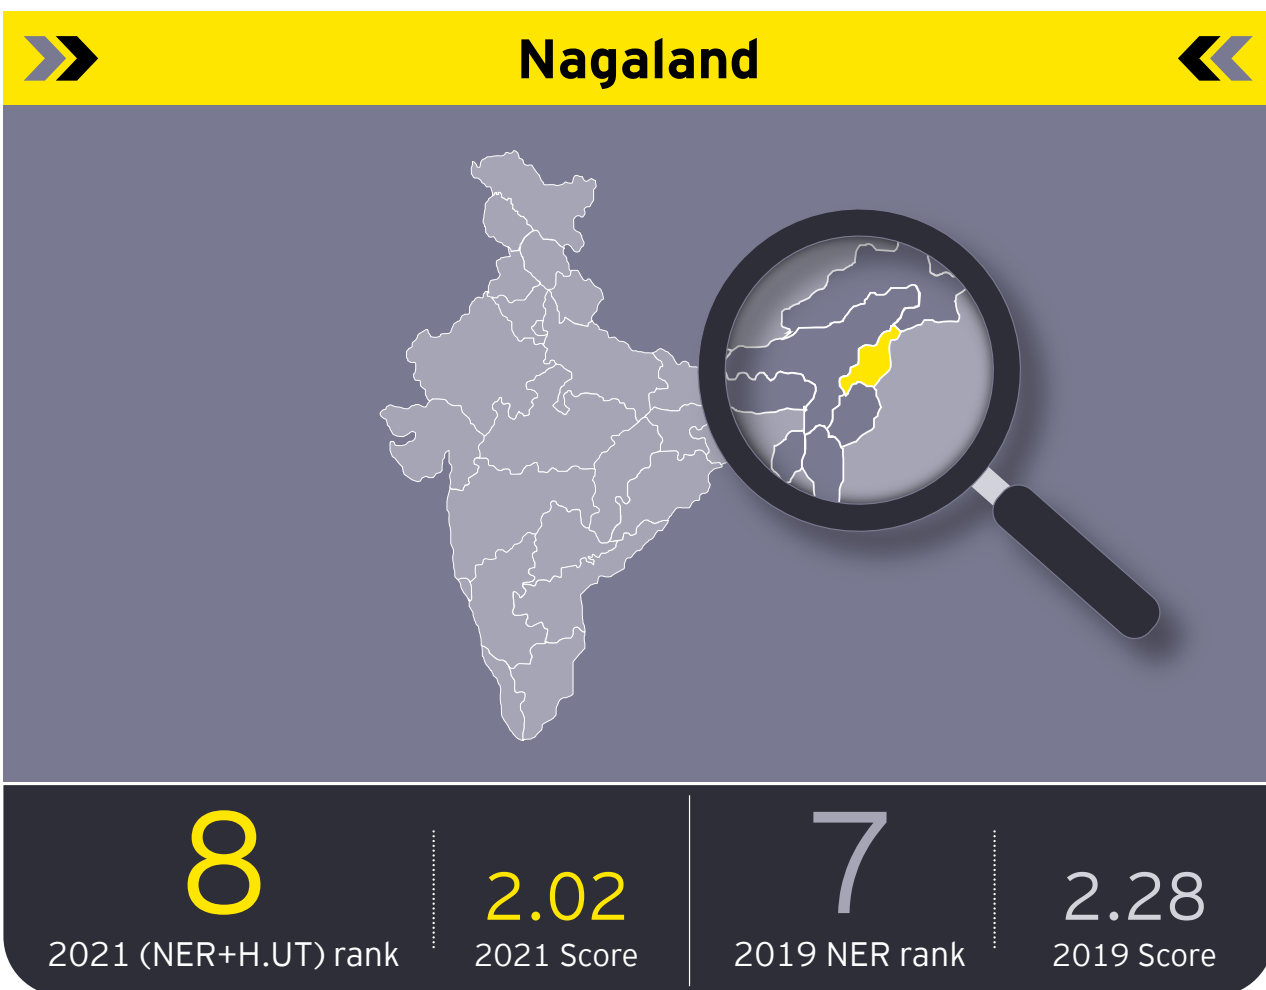 Nagaland
8
2021 (NER+H.UT) rank
2.02
2021 Score
7
2019 NER rank
2.28
2019 Score